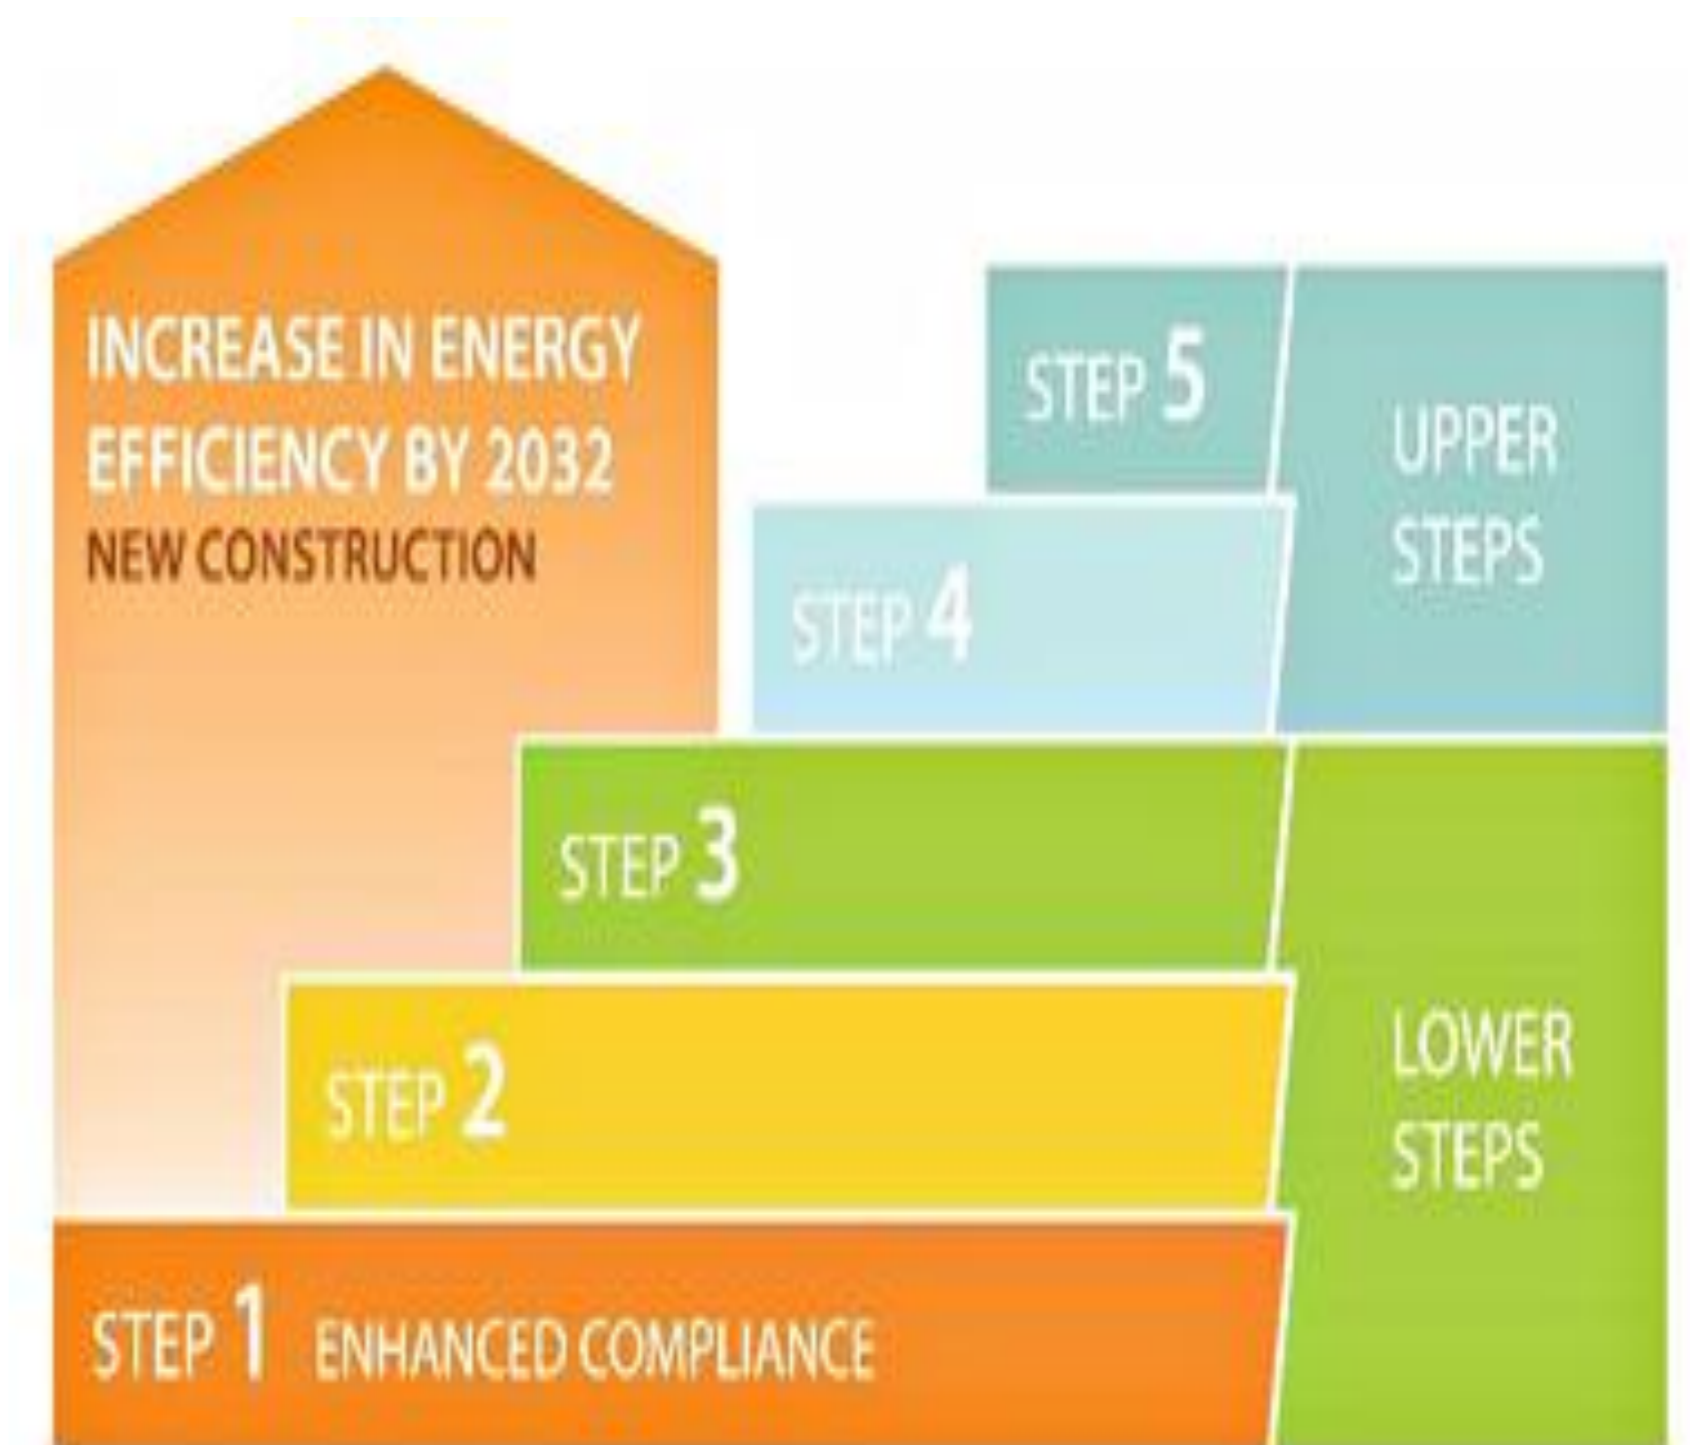 INCREASE IN ENERGY
EFFICIENCY BY 2032
NEW CONSTRUCTION
STEP 5
UPPER
STEPS
STEP 4
STEP 3
STEP 2
LOWER
STEPS
STEP 1 ENHANCED COMPLIANCE